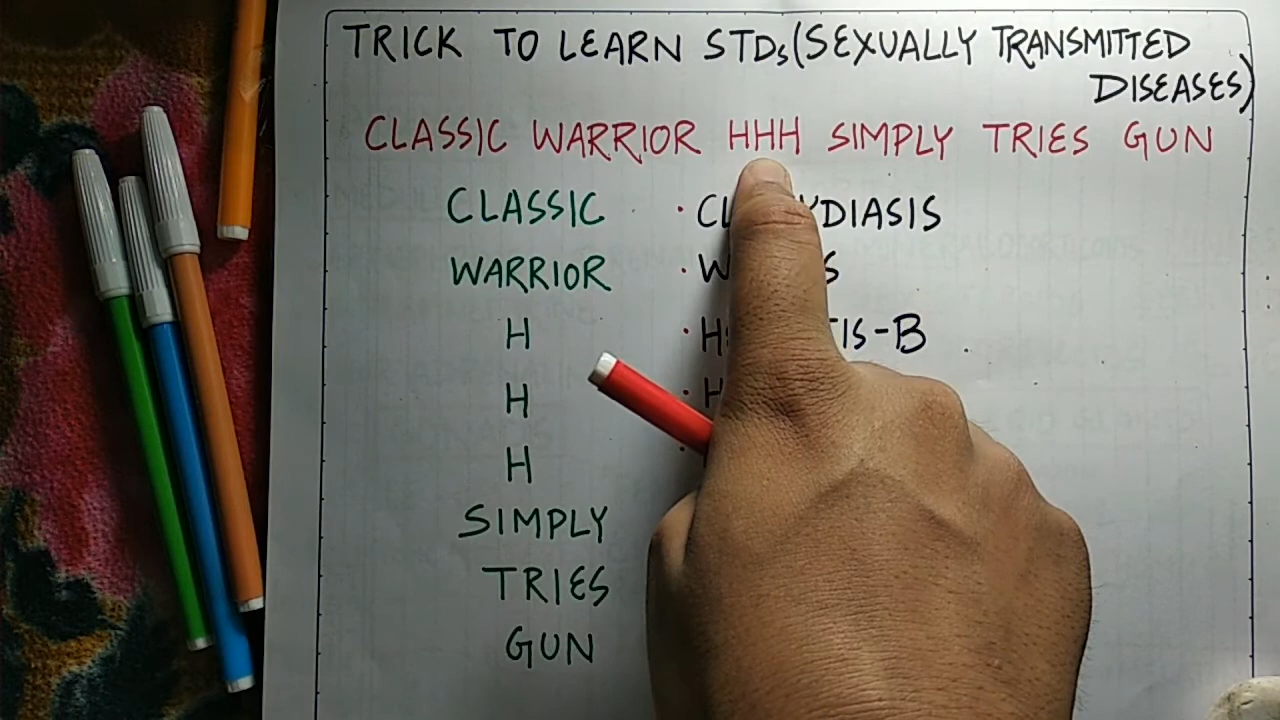 TRICK TO LEARN STDs (SEXUALLY TRANSMITTED
DISEASES)
CLASSIC WARRIOR HHH SIMPLY TRIES GUN
CLASSIC
WARRIOR
H -B
H
H
SIMPLY
TRIES
GUN